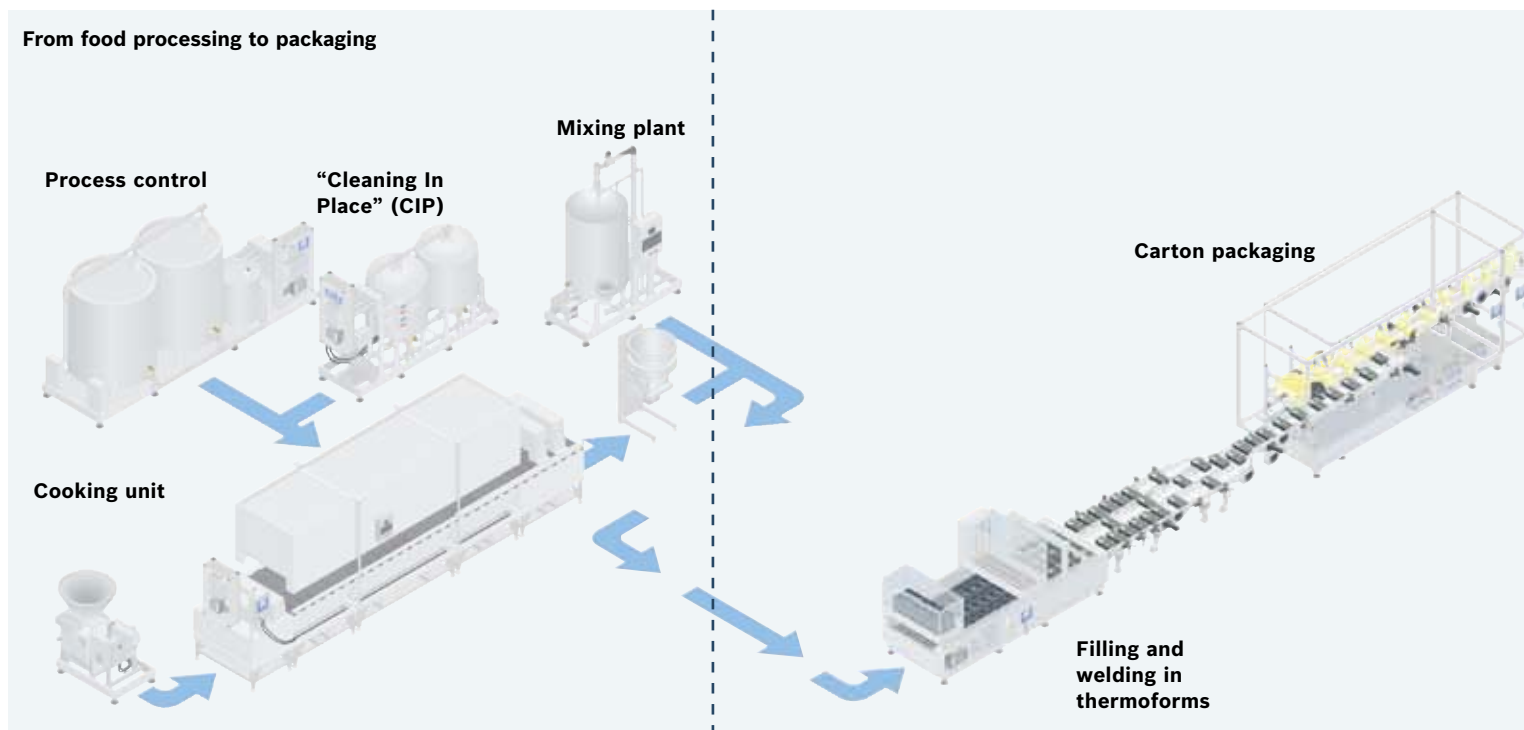 From food processing to packaging
Mixing plant
Process control
“Cleaning In
Place” (CIP)
Carton packaging
Cooking unit
Filling and
welding in
thermoforms